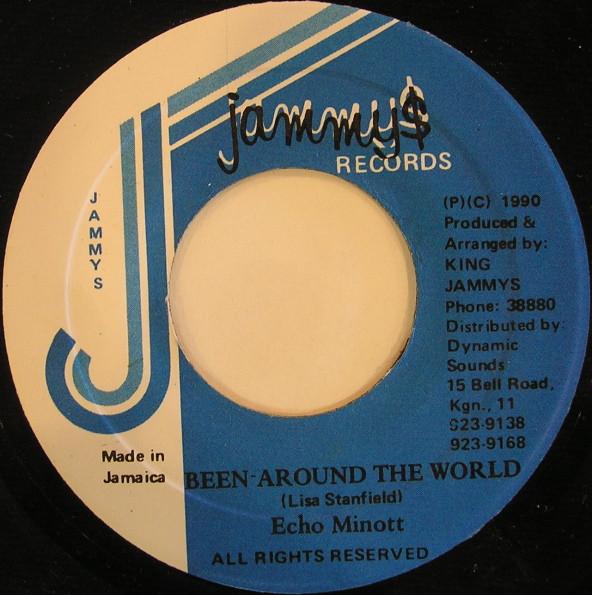 jammy$
RECORDS
JAMMYS
(P)(C) 1990
Produced &
Arranged by:
KING
JAMMYS
Phone: 38880
Distributed by:
Dynamic
Sounds
15 Bell Road,
Kgn., 11
923-9138
923-9168
Made in
Jamaica
BEEN-AROUND THE WORLD
(Lisa Stanfield)
Echo Minott
ALL RIGHTS RESERVED